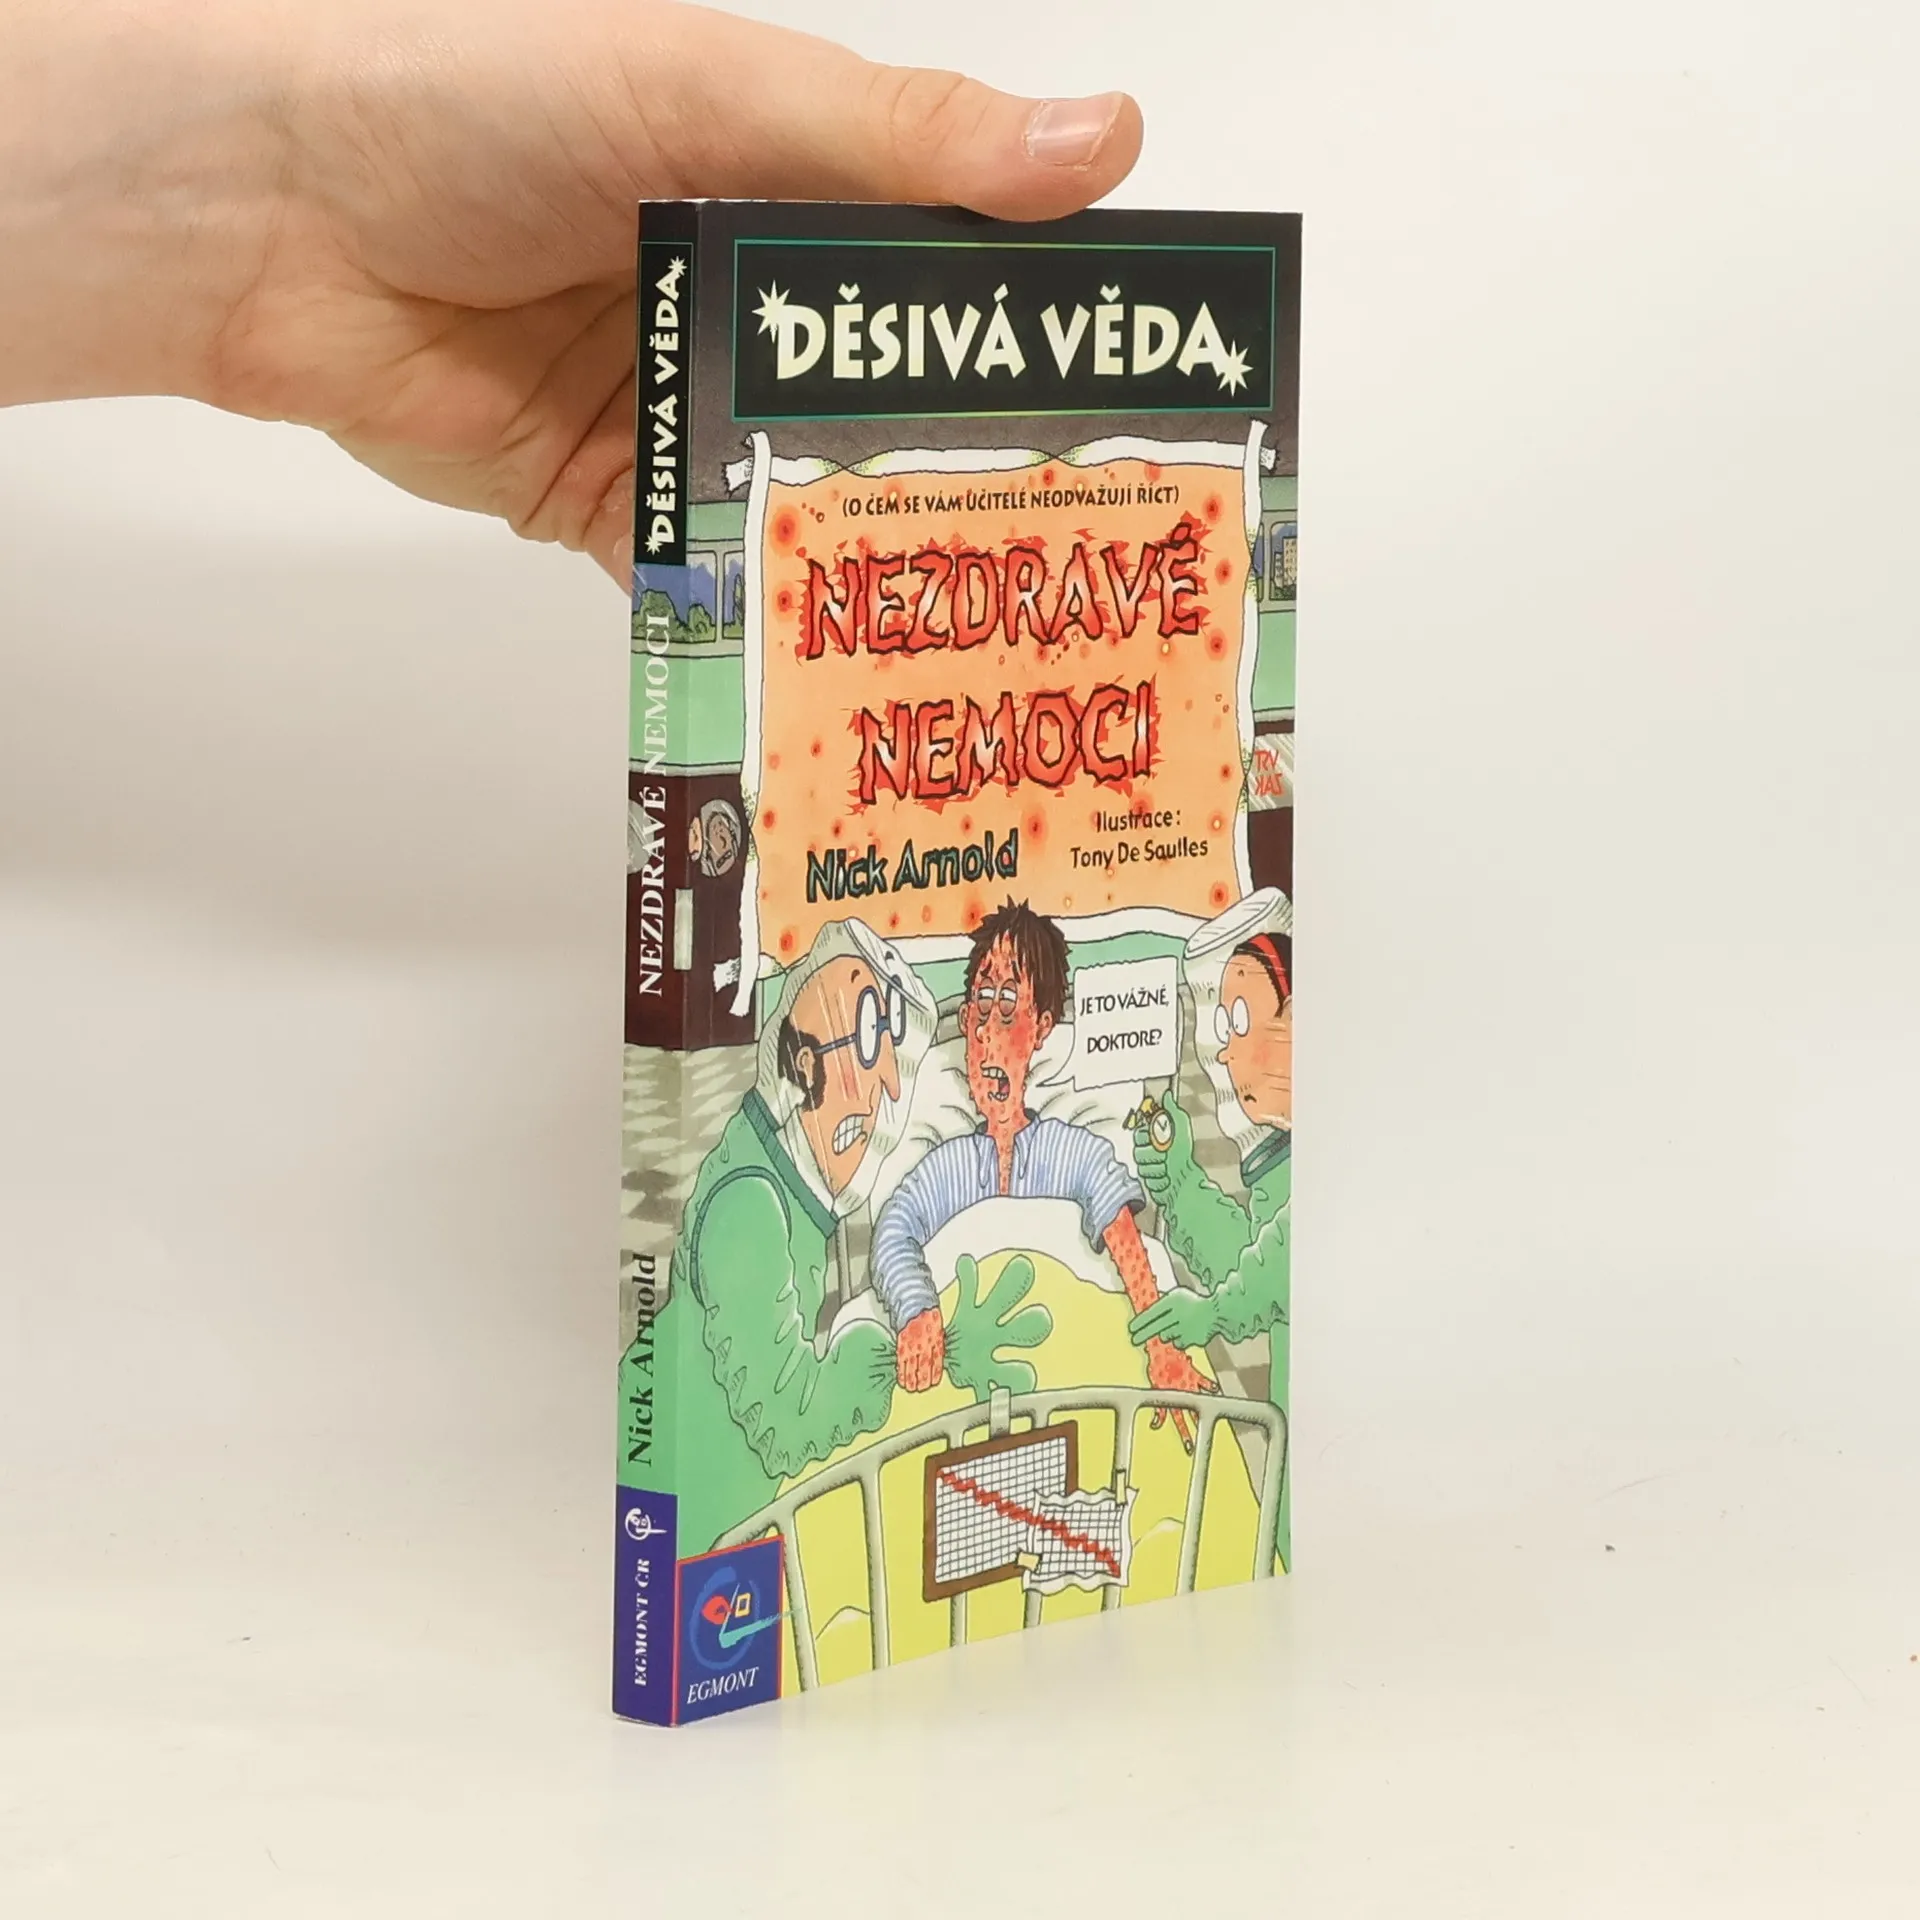 DĚSIVÁ VĚDA
(O ČEM SE VÁM UČITELÉ NEODVAŽUJÍ ŘÍCT)
NEZDRAVÉ
NEMOCI
Nick Arnold
Ilustrace:
Tony De Saulles
JE TO VÁŽNÉ,
DOKTORE?
EGMONT
DĚSIVÁ VĚDA
NEZDRAVÉ NEMOCI
Nick Arnold
EGMONT ČR